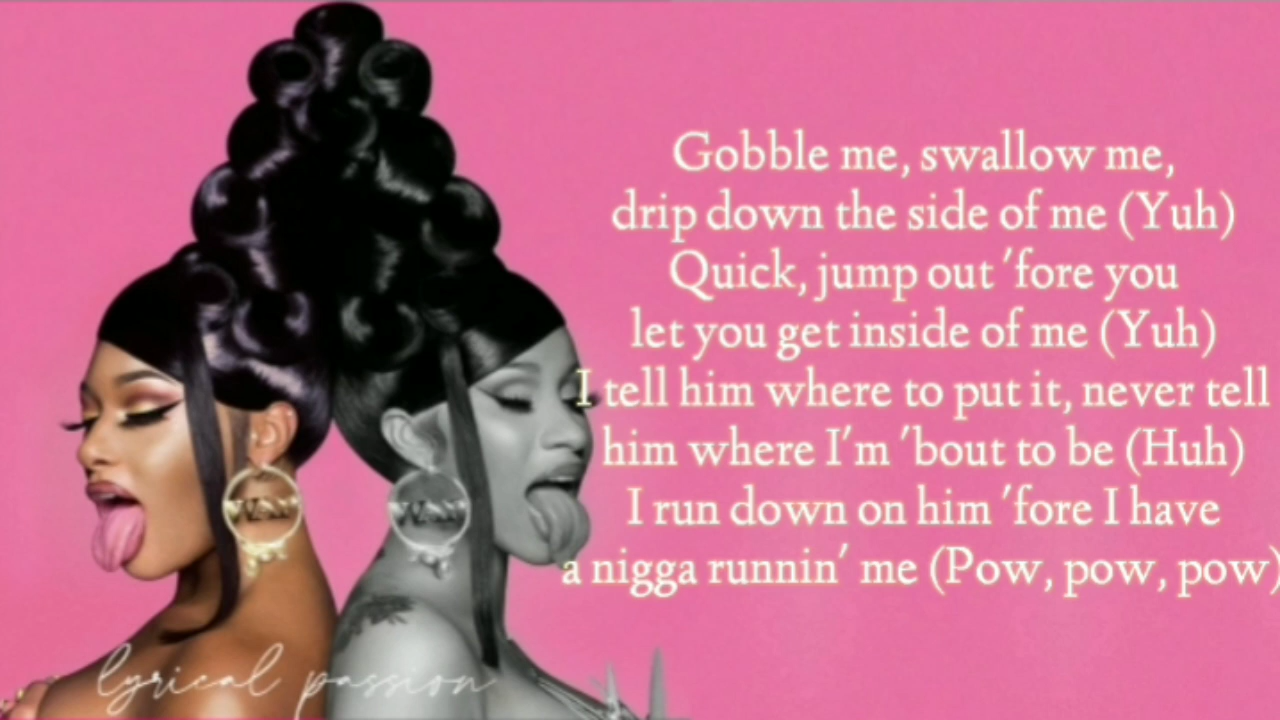 Gobble me, swallow me,
drip down the side of me (Yuh)
Quick, jump out 'fore you
let you get inside of me (Yuh)
I tell him where to put it, never tell
him where I'm 'bout to be (Huh)
I run down on him 'fore I have
a nigga runnin' me (Pow, pow, pow)
WAP
WAP
lyrical passion